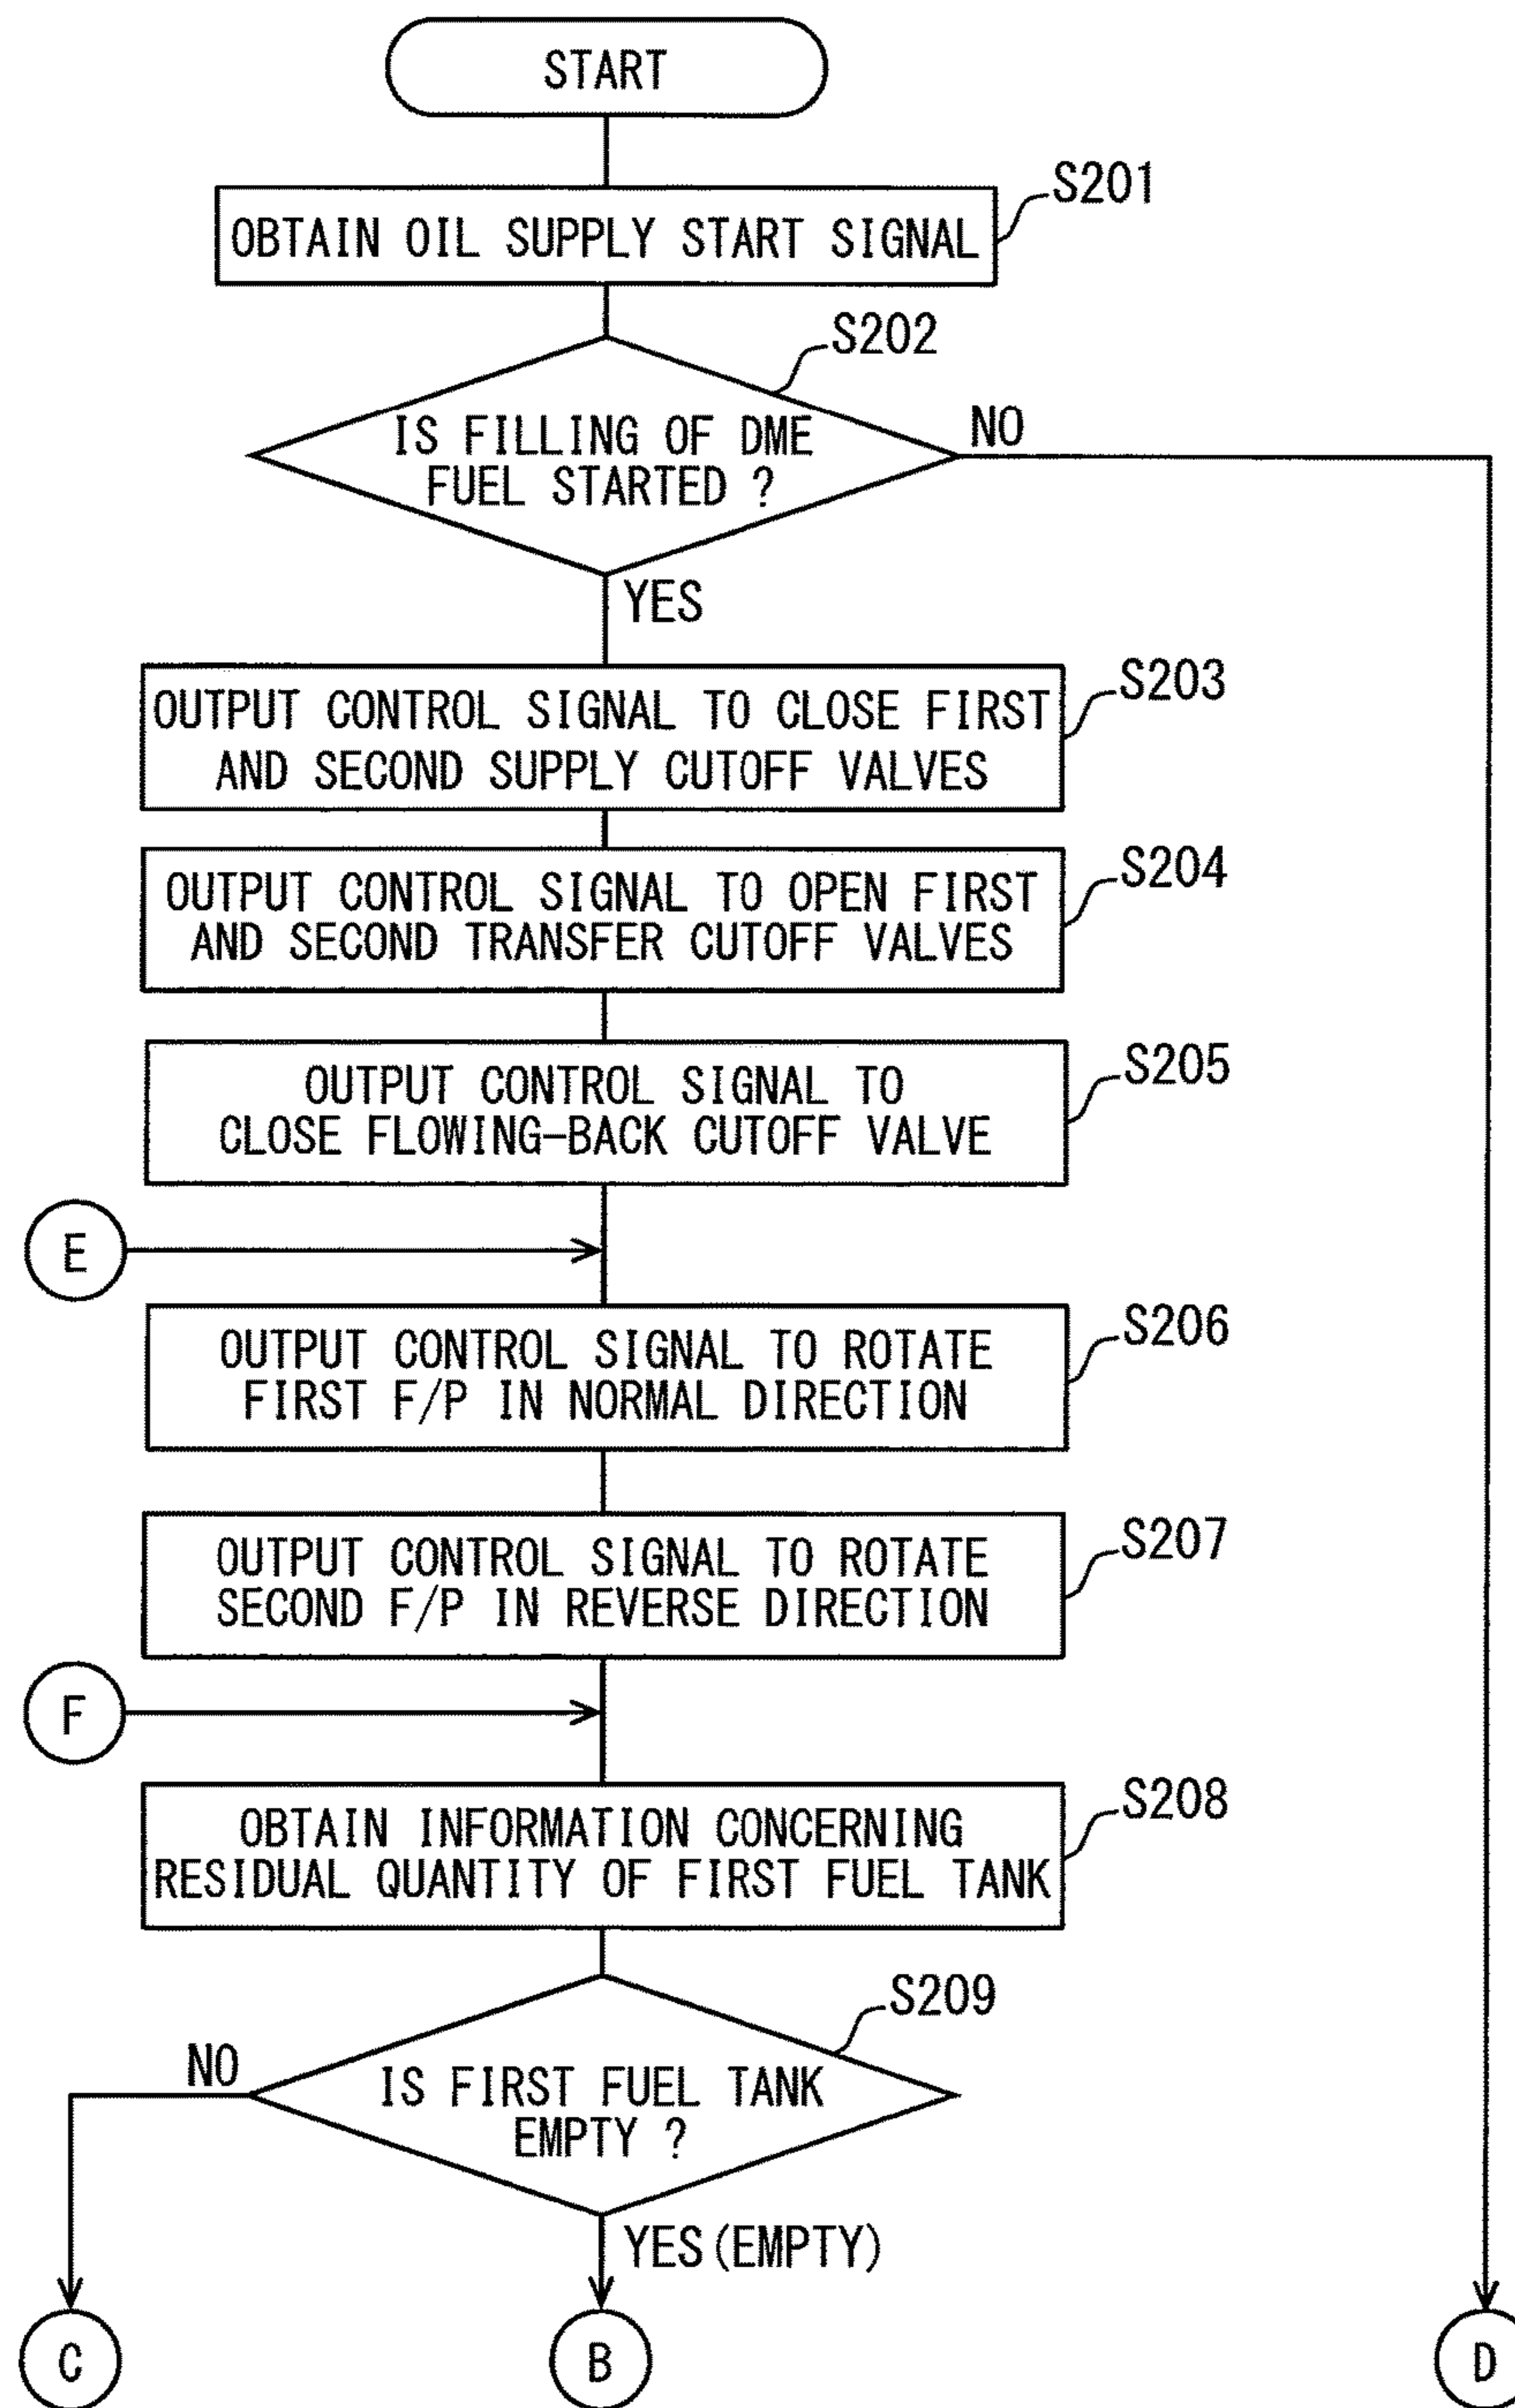 START
S201
OBTAIN OIL SUPPLY START SIGNAL
S202
IS FILLING OF DME
FUEL STARTED ?
NO
YES
S203
OUTPUT CONTROL SIGNAL TO CLOSE FIRST
AND SECOND SUPPLY CUTOFF VALVES
S204
OUTPUT CONTROL SIGNAL TO OPEN FIRST
AND SECOND TRANSFER CUTOFF VALVES
S205
OUTPUT CONTROL SIGNAL TO
CLOSE FLOWING-BACK CUTOFF VALVE
E
S206
OUTPUT CONTROL SIGNAL TO ROTATE
FIRST F/P IN NORMAL DIRECTION
S207
OUTPUT CONTROL SIGNAL TO ROTATE
SECOND F/P IN REVERSE DIRECTION
F
S208
OBTAIN INFORMATION CONCERNING
RESIDUAL QUANTITY OF FIRST FUEL TANK
S209
NO
IS FIRST FUEL TANK
EMPTY ?
YES(EMPTY)
C
B
D